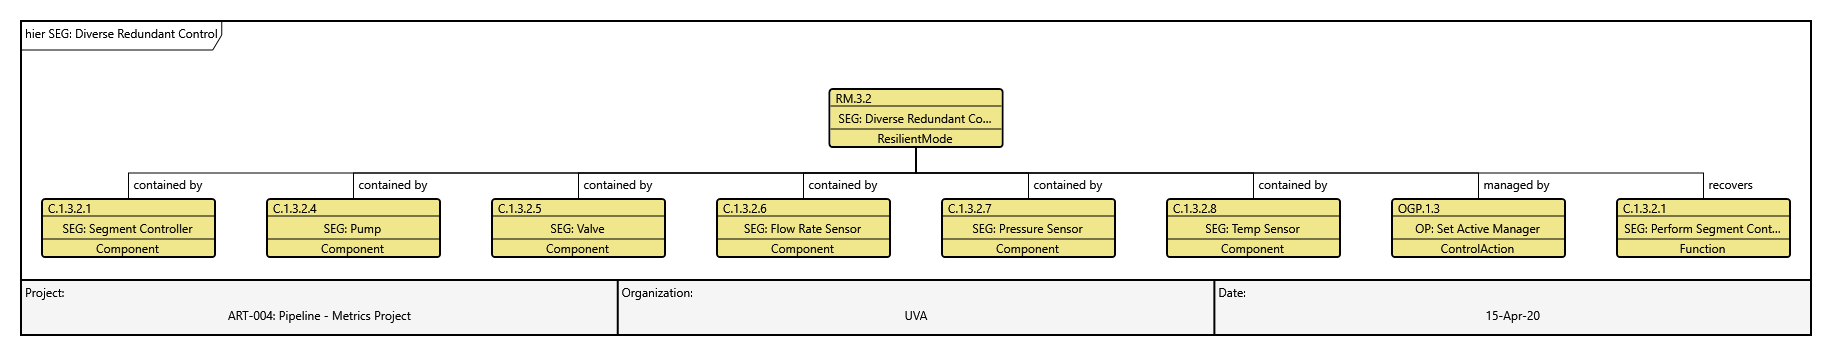 hier SEG: Diverse Redundant Control
RM.3.2
SEG: Diverse Redundant Co...
ResilientMode
contained by
contained by
contained by
contained by
contained by
contained by
managed by
recovers
C.1.3.2.1
SEG: Segment Controller
Component
C.1.3.2.4
SEG: Pump
Component
C.1.3.2.5
SEG: Valve
Component
C.1.3.2.6
SEG: Flow Rate Sensor
Component
C.1.3.2.7
SEG: Pressure Sensor
Component
C.1.3.2.8
SEG: Temp Sensor
Component
OGP.1.3
OP: Set Active Manager
ControlAction
C.1.3.2.1
SEG: Perform Segment Cont...
Function
Project:
ART-004: Pipeline - Metrics Project
Organization:
UVA
Date:
15-Apr-20